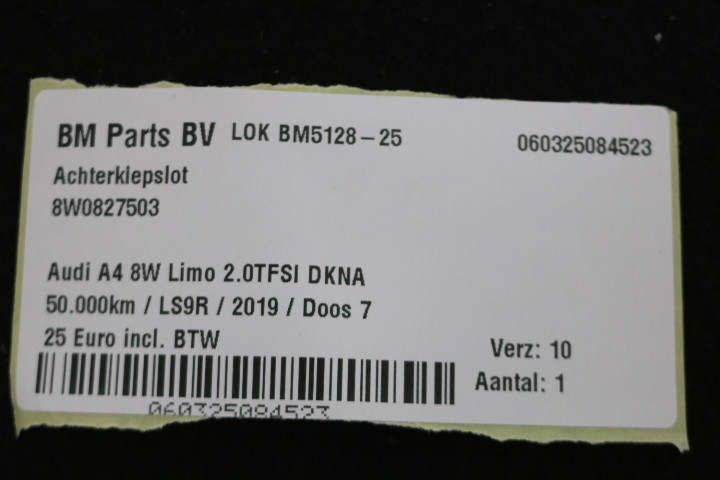 BM Parts BV LOK BM5128-25 060325084523
Achterkiepslot
8W0827503
Audi A4 8W Limo 2.0TFSI DKNA
50.000km / LS9R / 2019 / Doos 7
25 Euro incl. BTW
Verz: 10
Aantal: 1
060325084523